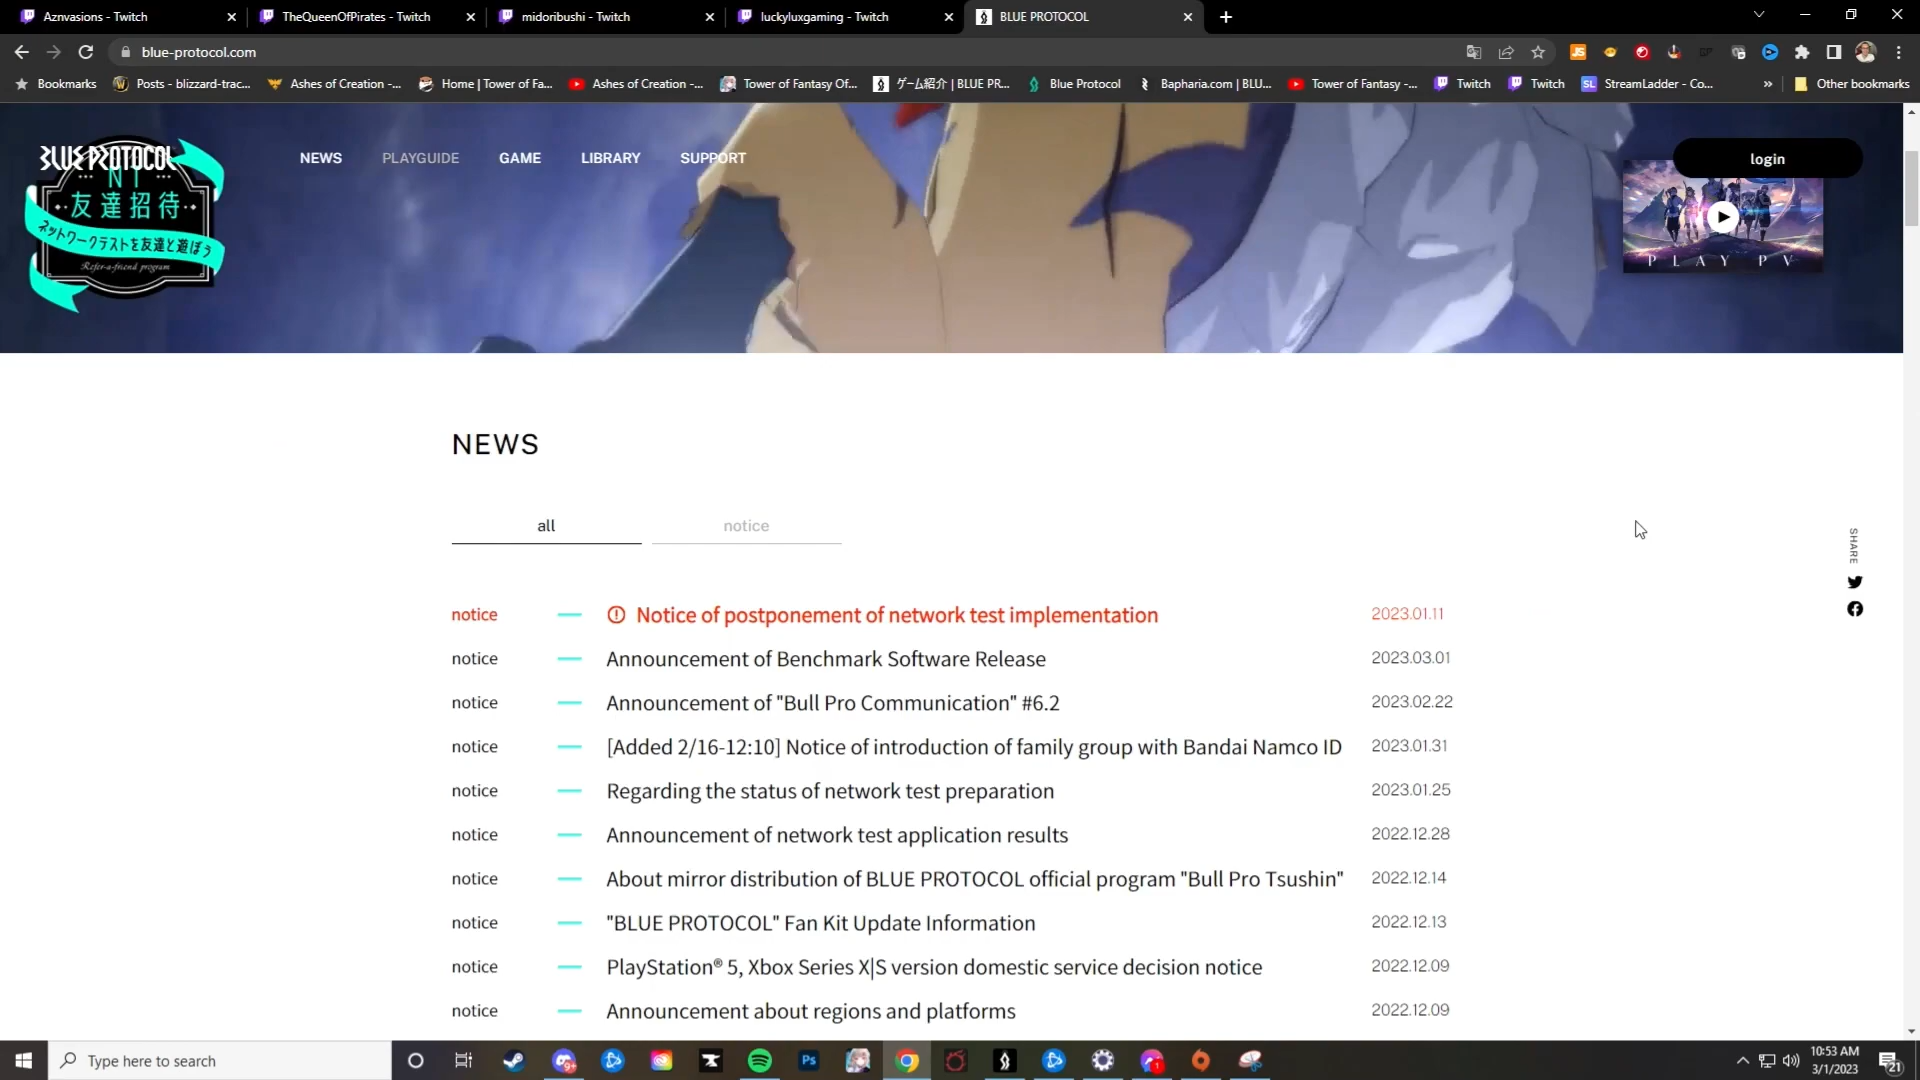 Aznvasions - Twitch
TheQueenOfPirates - Twitch
midoribushi - Twitch
luckyluxgaming - Twitch
BLUE PROTOCOL
blue-protocol.com
Bookmarks
Posts - blizzard-trac...
Ashes of Creation -...
Home | Tower of Fa...
Ashes of Creation -...
Tower of Fantasy Of...
ゲーム紹介 | BLUE PR...
Blue Protocol
Bapharia.com | BLU...
Tower of Fantasy -...
Twitch
Twitch
SL
StreamLadder - Co...
Other bookmarks
BLUE PROTOCOL
NT
友達招待
ネットワークテストを友達と遊ぼう
Refer-a-friend program
NEWS
PLAYGUIDE
GAME
LIBRARY
SUPPORT
login
PLAY PV
NEWS
all
notice
SHARE
notice Notice of postponement of network test implementation 2023.01.11
notice Announcement of Benchmark Software Release 2023.03.01
notice Announcement of "Bull Pro Communication" #6.2 2023.02.22
notice [Added 2/16-12:10] Notice of introduction of family group with Bandai Namco ID 2023.01.31
notice Regarding the status of network test preparation 2023.01.25
notice Announcement of network test application results 2022.12.28
notice About mirror distribution of BLUE PROTOCOL official program "Bull Pro Tsushin" 2022.12.14
notice "BLUE PROTOCOL" Fan Kit Update Information 2022.12.13
notice PlayStation® 5, Xbox Series X|S version domestic service decision notice 2022.12.09
notice Announcement about regions and platforms 2022.12.09
Type here to search
Ps
10:53 AM
3/1/2023
21